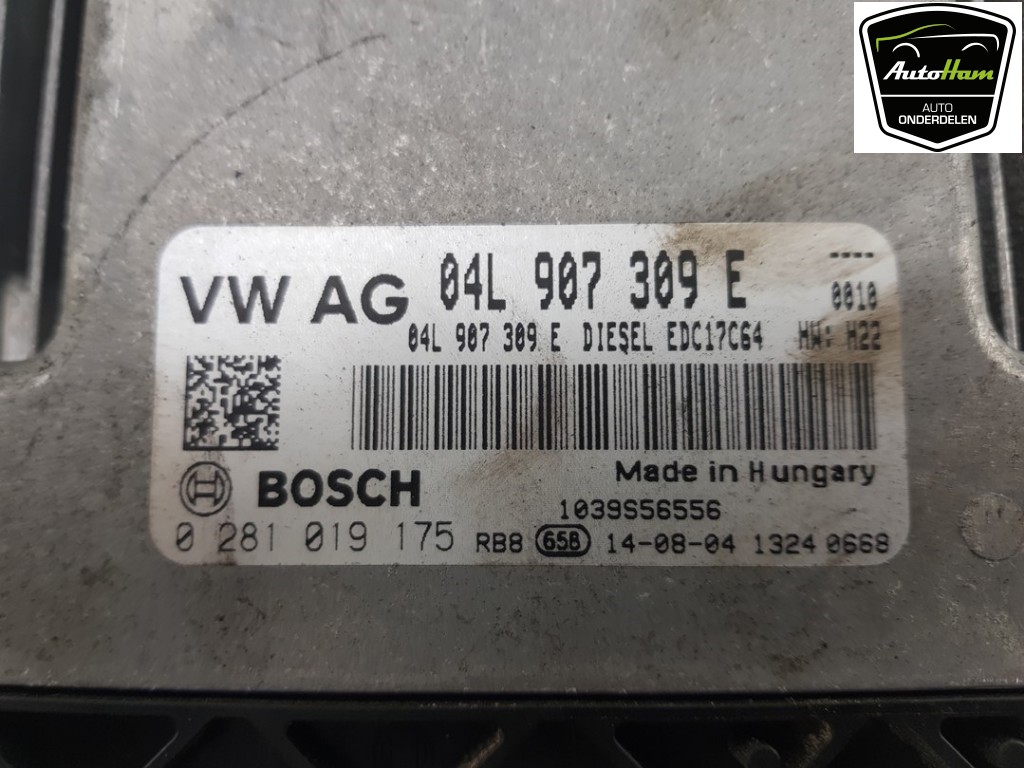 AutoHam
AUTO
ONDERDELEN
VW AG 04L 907 309 E ----
0010
04L 907 309 E DIESEL EDC17C64 HW: H22
BOSCH Made in Hungary
1039S56556
0 281 019 175 RB8 65B 14-08-04 1324 0668